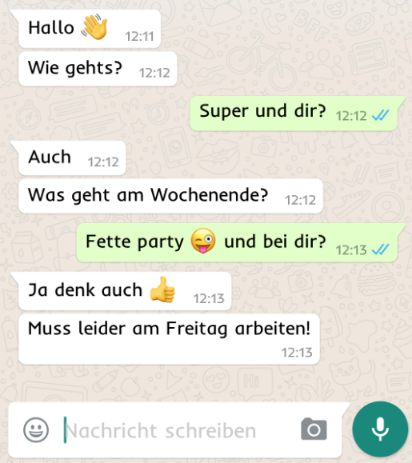 Hallo 👋 12:11
Wie gehts? 12:12
Super und dir? 12:12
Auch 12:12
Was geht am Wochenende? 12:12
Fette party 😜 und bei dir? 12:13
Ja denk auch 👍 12:13
Muss leider am Freitag arbeiten!
12:13
Nachricht schreiben